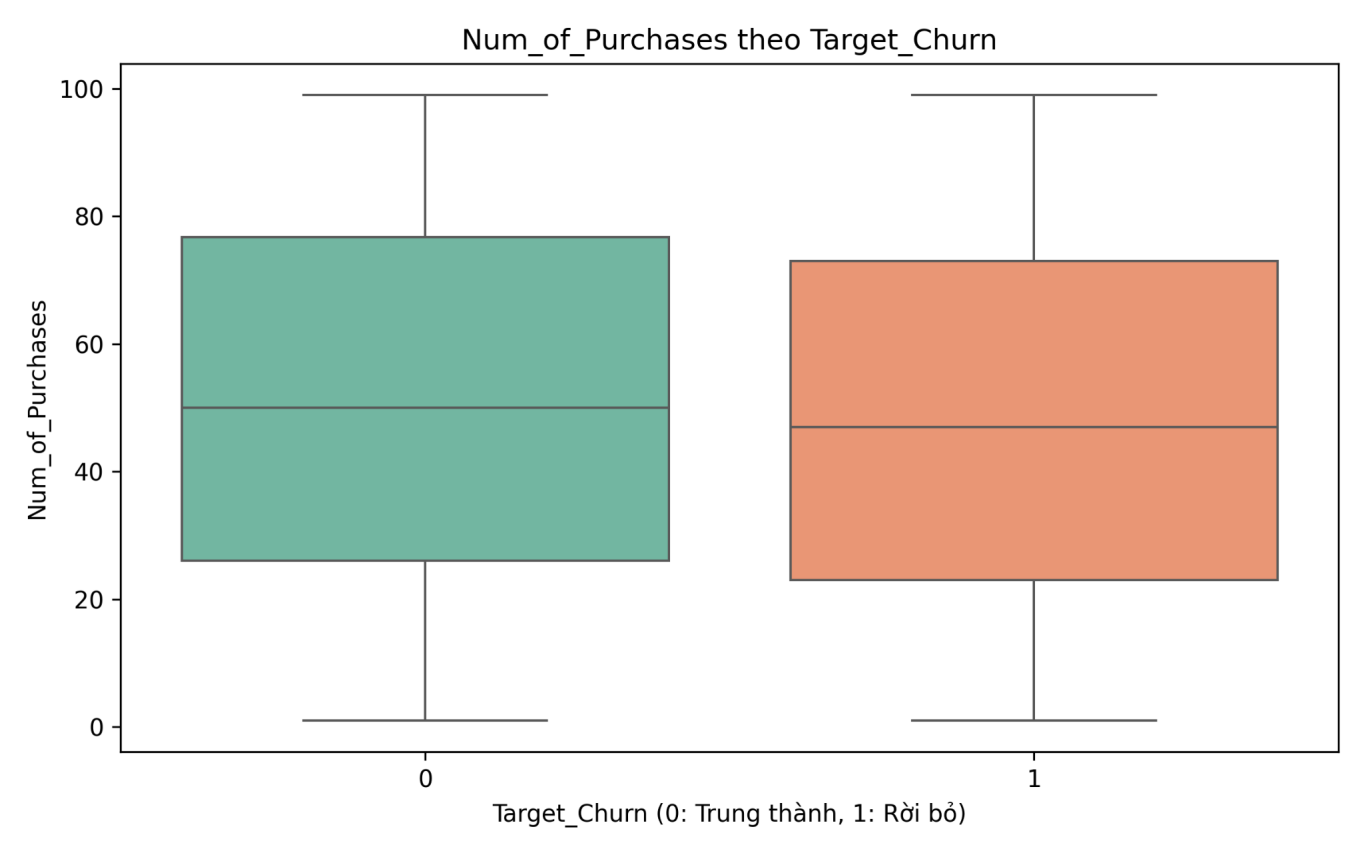 Num_of_Purchases theo Target_Churn
Num_of_Purchases
100
80
60
40
20
0
0
1
Target_Churn (0: Trung thành, 1: Rời bỏ)